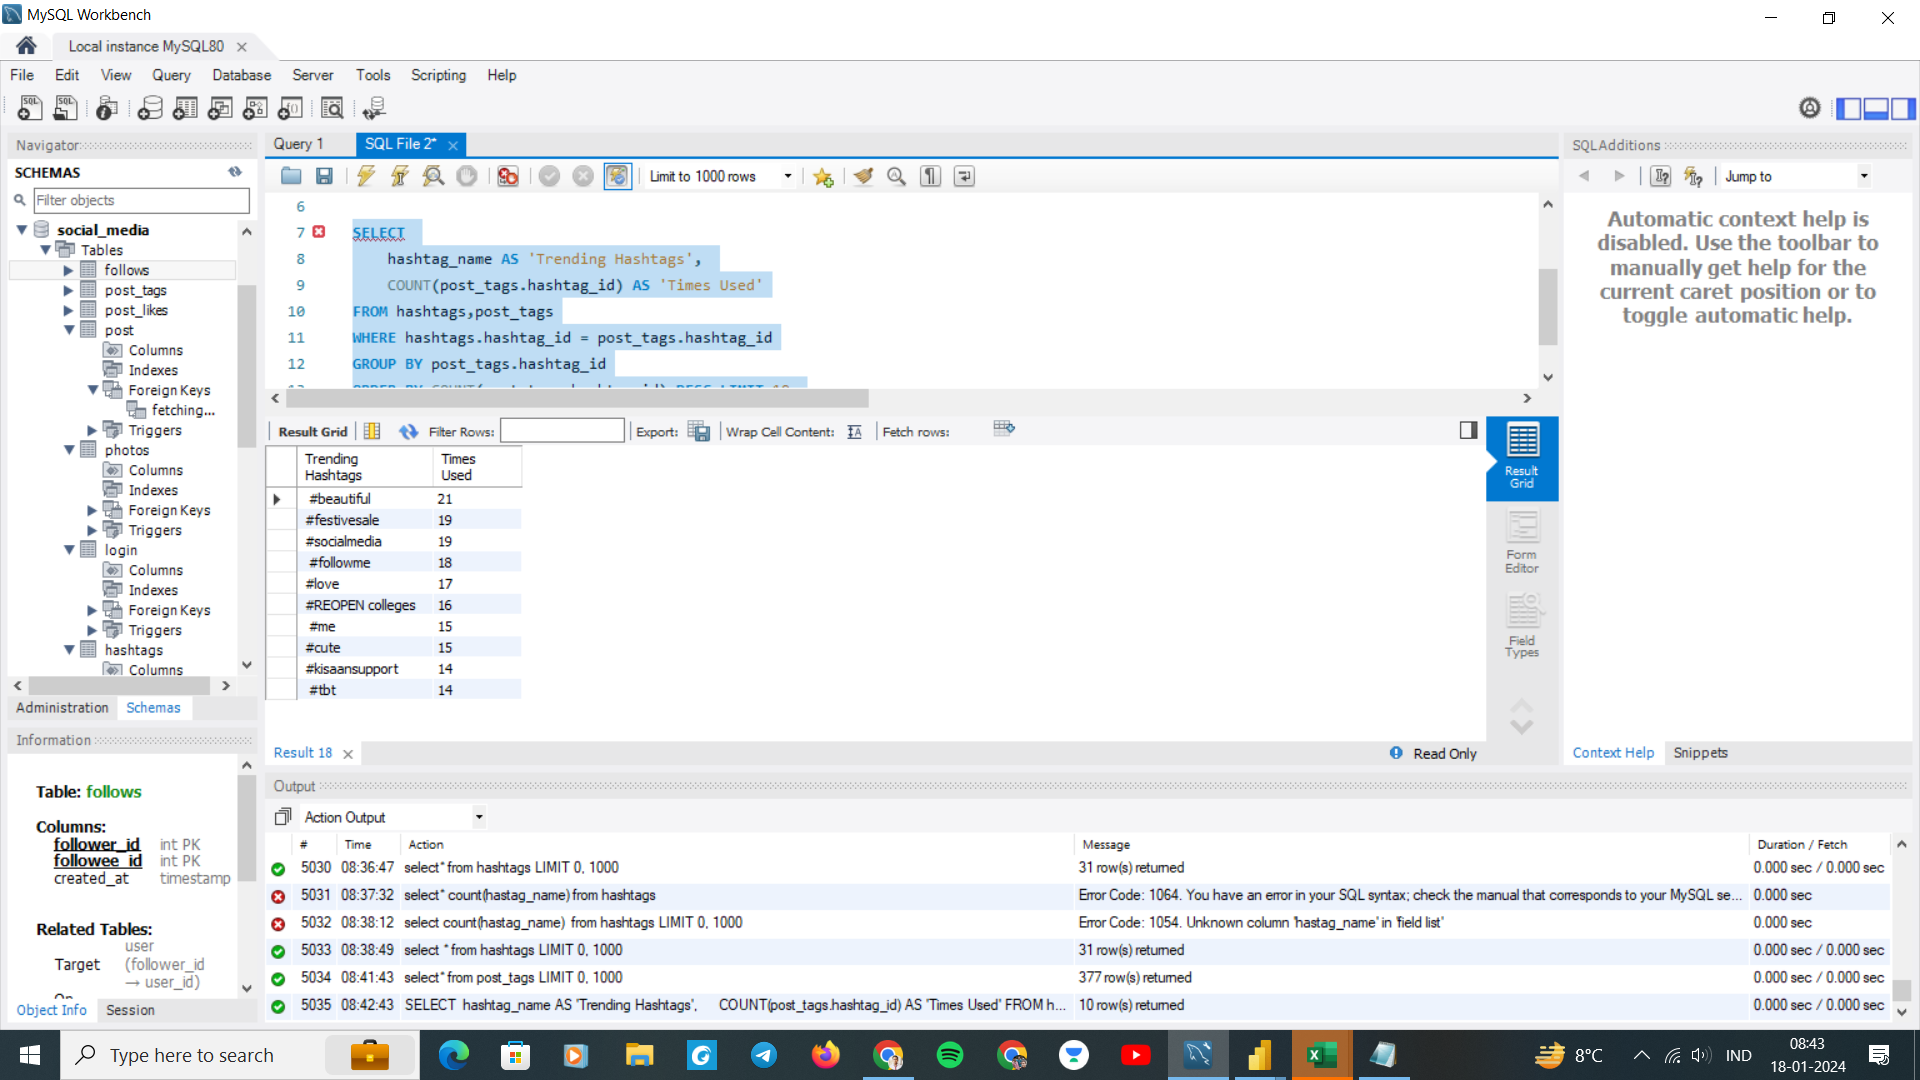 MySQL Workbench
Local instance MySQL80
File Edit View Query Database Server Tools Scripting Help
Navigator
SCHEMAS
Filter objects
social_media
Tables
follows
post_tags
post_likes
post
Columns
Indexes
Foreign Keys
fetching...
Triggers
photos
Columns
Indexes
Foreign Keys
Triggers
login
Columns
Indexes
Foreign Keys
Triggers
hashtags
Columns
Administration Schemas
Information
Table: follows
Columns:
follower_id int PK
followee_id int PK
created_at timestamp
Related Tables:
user
Target (follower_id
→ user_id)
Object Info Session
Query 1 SQL File 2*
Limit to 1000 rows
6
7 SELECT
8 hashtag_name AS 'Trending Hashtags',
9 COUNT(post_tags.hashtag_id) AS 'Times Used'
10 FROM hashtags,post_tags
11 WHERE hashtags.hashtag_id = post_tags.hashtag_id
12 GROUP BY post_tags.hashtag_id
Result Grid Filter Rows: Export: Wrap Cell Content: Fetch rows:
Trending Hashtags Times Used
#beautiful 21
#festivesale 19
#socialmedia 19
#followme 18
#love 17
#REOPEN colleges 16
#me 15
#cute 15
#kisaansupport 14
#tbt 14
Result Grid
Form Editor
Field Types
Result 18
Read Only
SQLAdditions
Jump to
Automatic context help is
disabled. Use the toolbar to
manually get help for the
current caret position or to
toggle automatic help.
Context Help Snippets
Output
Action Output
# Time Action Message Duration / Fetch
5030 08:36:47 select* from hashtags LIMIT 0, 1000 31 row(s) returned 0.000 sec / 0.000 sec
5031 08:37:32 select* count(hastag_name) from hashtags Error Code: 1064. You have an error in your SQL syntax; check the manual that corresponds to your MySQL se... 0.000 sec
5032 08:38:12 select count(hastag_name) from hashtags LIMIT 0, 1000 Error Code: 1054. Unknown column 'hastag_name' in 'field list' 0.000 sec
5033 08:38:49 select * from hashtags LIMIT 0, 1000 31 row(s) returned 0.000 sec / 0.000 sec
5034 08:41:43 select* from post_tags LIMIT 0, 1000 377 row(s) returned 0.000 sec / 0.000 sec
5035 08:42:43 SELECT hashtag_name AS 'Trending Hashtags', COUNT(post_tags.hashtag_id) AS 'Times Used' FROM h... 10 row(s) returned 0.000 sec / 0.000 sec
Type here to search
8°C
IND
08:43
18-01-2024